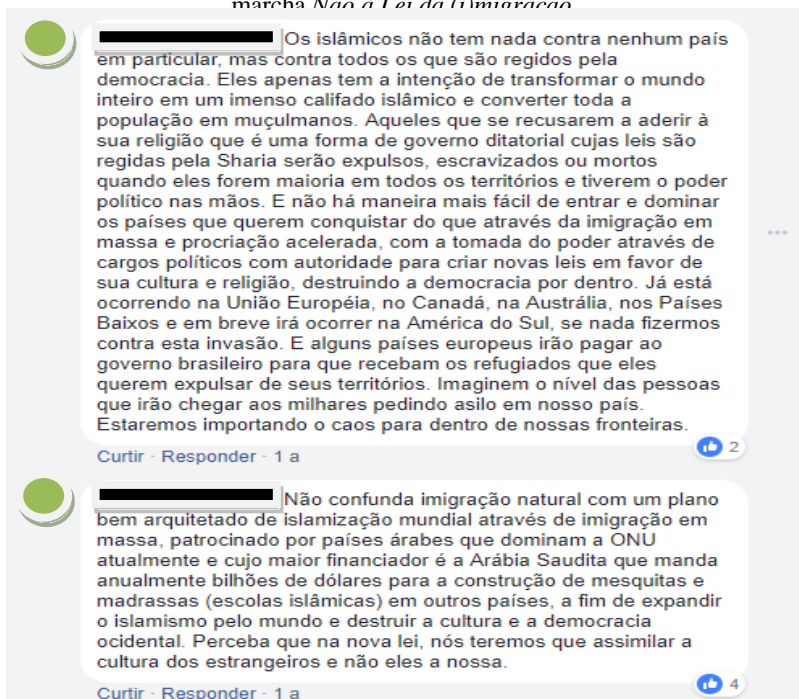 marcha Não à Lei da (i)migração
Os islâmicos não tem nada contra nenhum país
em particular, mas contra todos os que são regidos pela
democracia. Eles apenas tem a intenção de transformar o mundo
inteiro em um imenso califado islâmico e converter toda a
população em muçulmanos. Aqueles que se recusarem a aderir à
sua religião que é uma forma de governo ditatorial cujas leis são
regidas pela Sharia serão expulsos, escravizados ou mortos
quando eles forem maioria em todos os territórios e tiverem o poder
político nas mãos. E não há maneira mais fácil de entrar e dominar
os países que querem conquistar do que através da imigração em
massa e procriação acelerada, com a tomada do poder através de
cargos políticos com autoridade para criar novas leis em favor de
sua cultura e religião, destruindo a democracia por dentro. Já está
ocorrendo na União Européia, no Canadá, na Austrália, nos Países
Baixos e em breve irá ocorrer na América do Sul, se nada fizermos
contra esta invasão. E alguns países europeus irão pagar ao
governo brasileiro para que recebam os refugiados que eles
querem expulsar de seus territórios. Imaginem o nível das pessoas
que irão chegar aos milhares pedindo asilo em nosso país.
Estaremos importando o caos para dentro de nossas fronteiras.
2
Curtir · Responder · 1 a
Não confunda imigração natural com um plano
bem arquitetado de islamização mundial através de imigração em
massa, patrocinado por países árabes que dominam a ONU
atualmente e cujo maior financiador é a Arábia Saudita que manda
anualmente bilhões de dólares para a construção de mesquitas e
madrassas (escolas islâmicas) em outros países, a fim de expandir
o islamismo pelo mundo e destruir a cultura e a democracia
ocidental. Perceba que na nova lei, nós teremos que assimilar a
cultura dos estrangeiros e não eles a nossa.
4
Curtir · Responder · 1 a